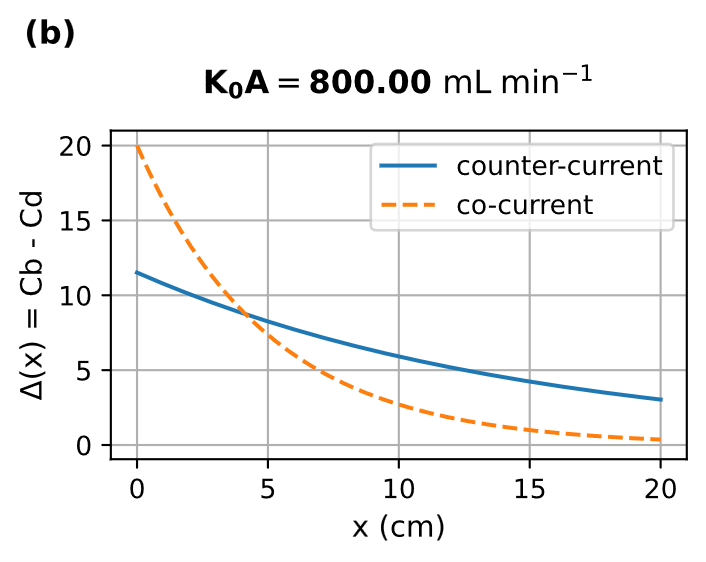 (b)
K₀A = 800.00 mL min⁻¹
20
15
10
5
0
Δ(x) = Cb - Cd
counter-current
co-current
0 5 10 15 20
x (cm)